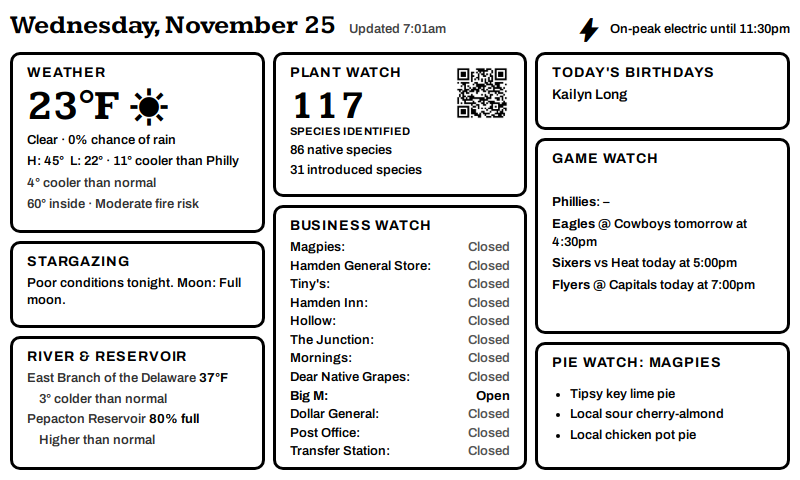 Wednesday, November 25 Updated 7:01am
On-peak electric until 11:30pm
WEATHER
23°F
Clear · 0% chance of rain
H: 45° L: 22° · 11° cooler than Philly
4° cooler than normal
60° inside · Moderate fire risk
STARGAZING
Poor conditions tonight. Moon: Full
moon.
RIVER & RESERVOIR
East Branch of the Delaware 37°F
3° colder than normal
Pepacton Reservoir 80% full
Higher than normal
PLANT WATCH
117
SPECIES IDENTIFIED
86 native species
31 introduced species
BUSINESS WATCH
Magpies: Closed
Hamden General Store: Closed
Tiny's: Closed
Hamden Inn: Closed
Hollow: Closed
The Junction: Closed
Mornings: Closed
Dear Native Grapes: Closed
Big M: Open
Dollar General: Closed
Post Office: Closed
Transfer Station: Closed
TODAY'S BIRTHDAYS
Kailyn Long
GAME WATCH
Phillies: –
Eagles @ Cowboys tomorrow at
4:30pm
Sixers vs Heat today at 5:00pm
Flyers @ Capitals today at 7:00pm
PIE WATCH: MAGPIES
• Tipsy key lime pie
• Local sour cherry-almond
• Local chicken pot pie